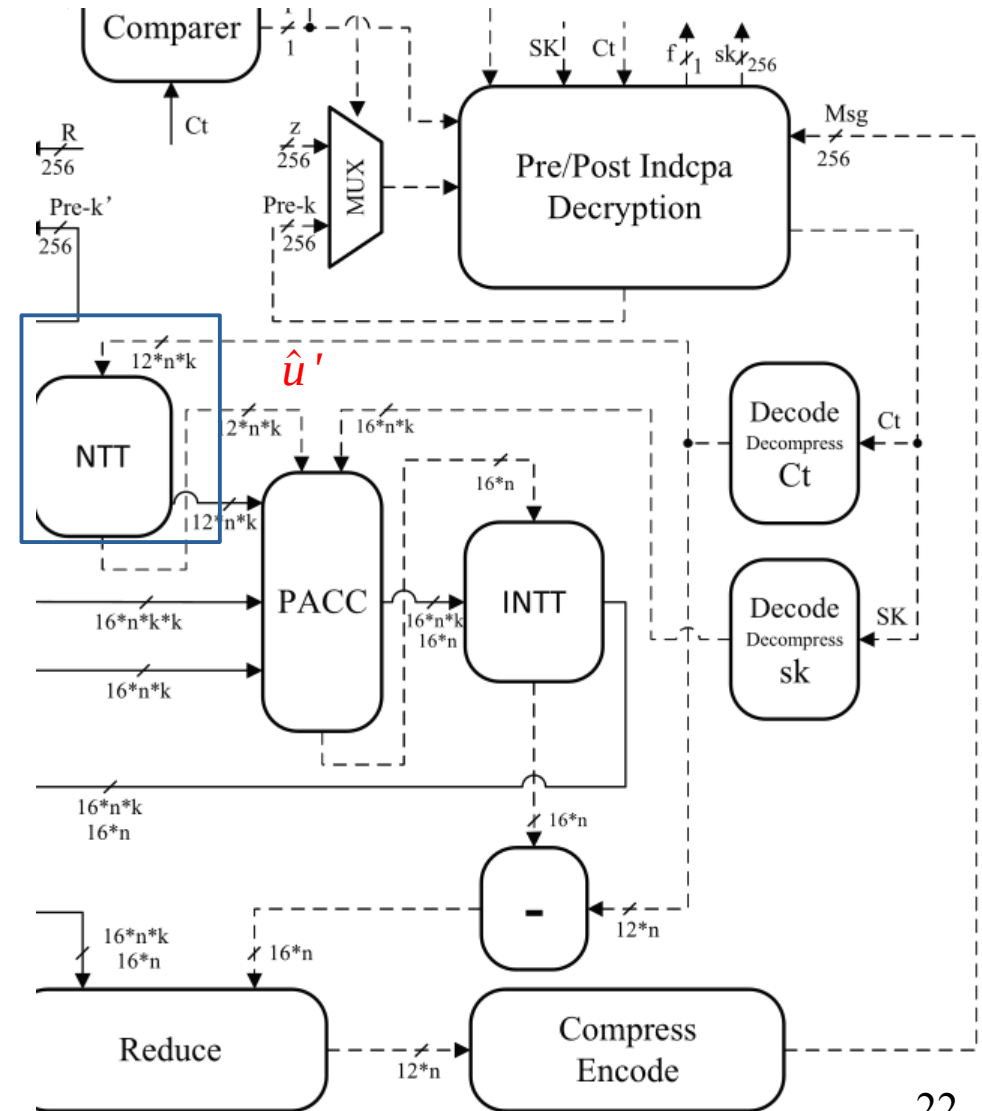 Comparer
1
SK
Ct
f
1
sk
256
Ct
R
256
z
256
MUX
Pre/Post Indcpa
Decryption
Msg
256
Pre-k'
256
Pre-k
256
12*n*k
û'
12*n*k
16*n*k
Decode
Decompress
Ct
Ct
NTT
16*n
12*n*k
PACC
16*n*k
16*n
INTT
Decode
Decompress
sk
SK
16*n*k*k
16*n*k
16*n*k
16*n
16*n
-
12*n
16*n*k
16*n
16*n
Reduce
12*n
Compress
Encode